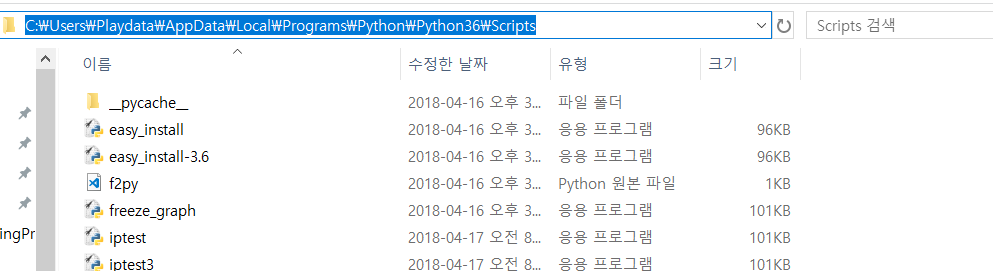 C:₩Users₩Playdata₩AppData₩Local₩Programs₩Python₩Python36₩Scripts
Scripts 검색
이름 수정한 날짜 유형 크기
__pycache__ 2018-04-16 오후 3... 파일 폴더
easy_install 2018-04-16 오후 3... 응용 프로그램 96KB
easy_install-3.6 2018-04-16 오후 3... 응용 프로그램 96KB
f2py 2018-04-16 오후 3... Python 원본 파일 1KB
freeze_graph 2018-04-16 오후 3... 응용 프로그램 101KB
ingPr iptest 2018-04-17 오전 8... 응용 프로그램 101KB
iptest3 2018-04-17 오전 8... 응용 프로그램 101KB